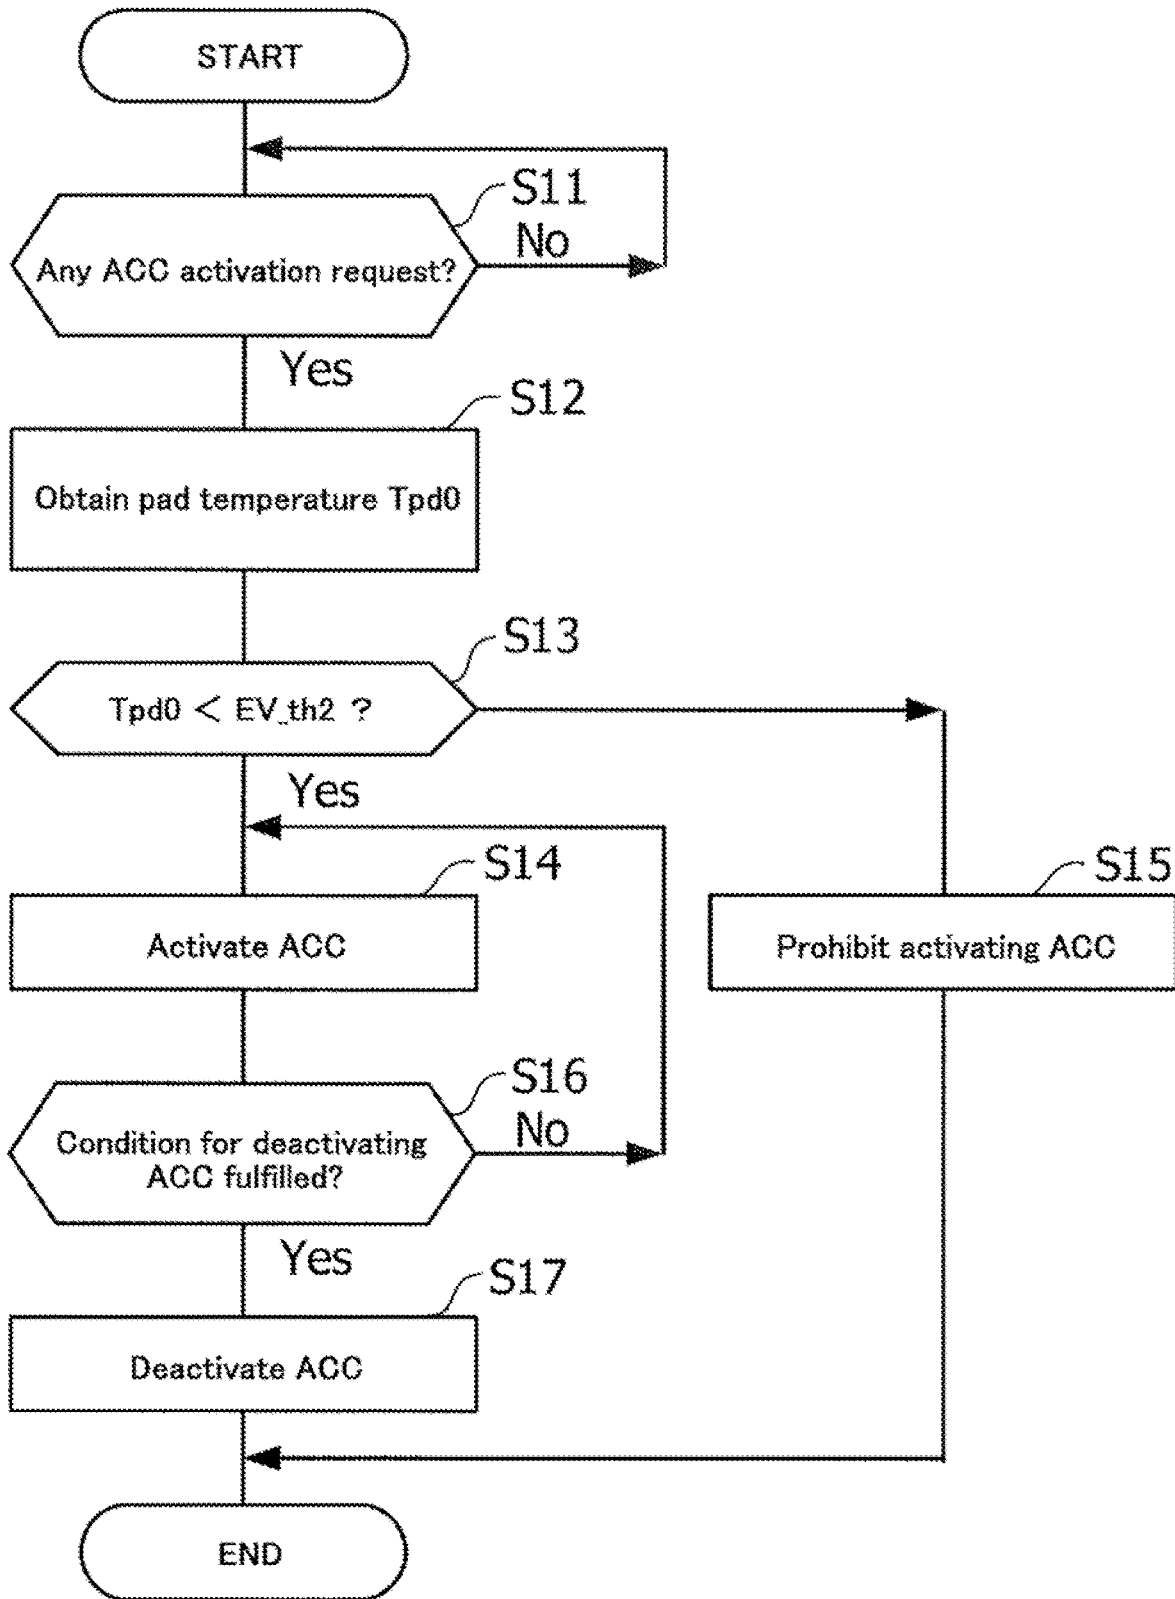 START
S11
No
Any ACC activation request?
Yes
S12
Obtain pad temperature Tpd0
S13
Tpd0 < EV_th2 ?
Yes
S14
Activate ACC
S15
Prohibit activating ACC
S16
No
Condition for deactivating
ACC fulfilled?
Yes
S17
Deactivate ACC
END